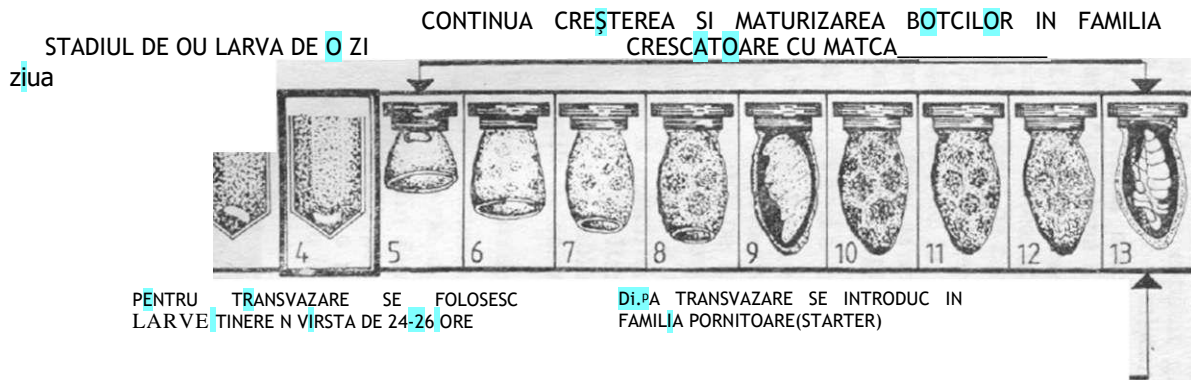 CONTINUA CREŞTEREA SI MATURIZAREA BOTCILOR IN FAMILIA
STADIUL DE OU LARVA DE O ZI
CRESCATOARE CU MATCA____________
ziua
4 5 6 7 8 9 10 11 12 13
PENTRU TRANSVAZARE SE FOLOSESC
LARVE TINERE N VIRSTA DE 24-26 ORE
Di.PA TRANSVAZARE SE INTRODUC IN
FAMILIA PORNITOARE(STARTER)